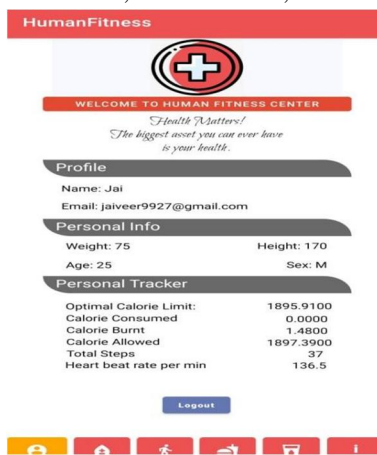 HumanFitness
WELCOME TO HUMAN FITNESS CENTER
Health Matters!
The biggest asset you can ever have
is your health.
Profile
Name: Jai
Email: jaiveer9927@gmail.com
Personal Info
Weight: 75 Height: 170
Age: 25 Sex: M
Personal Tracker
Optimal Calorie Limit: 1895.9100
Calorie Consumed 0.0000
Calorie Burnt 1.4800
Calorie Allowed 1897.3900
Total Steps 37
Heart beat rate per min 136.5
Logout